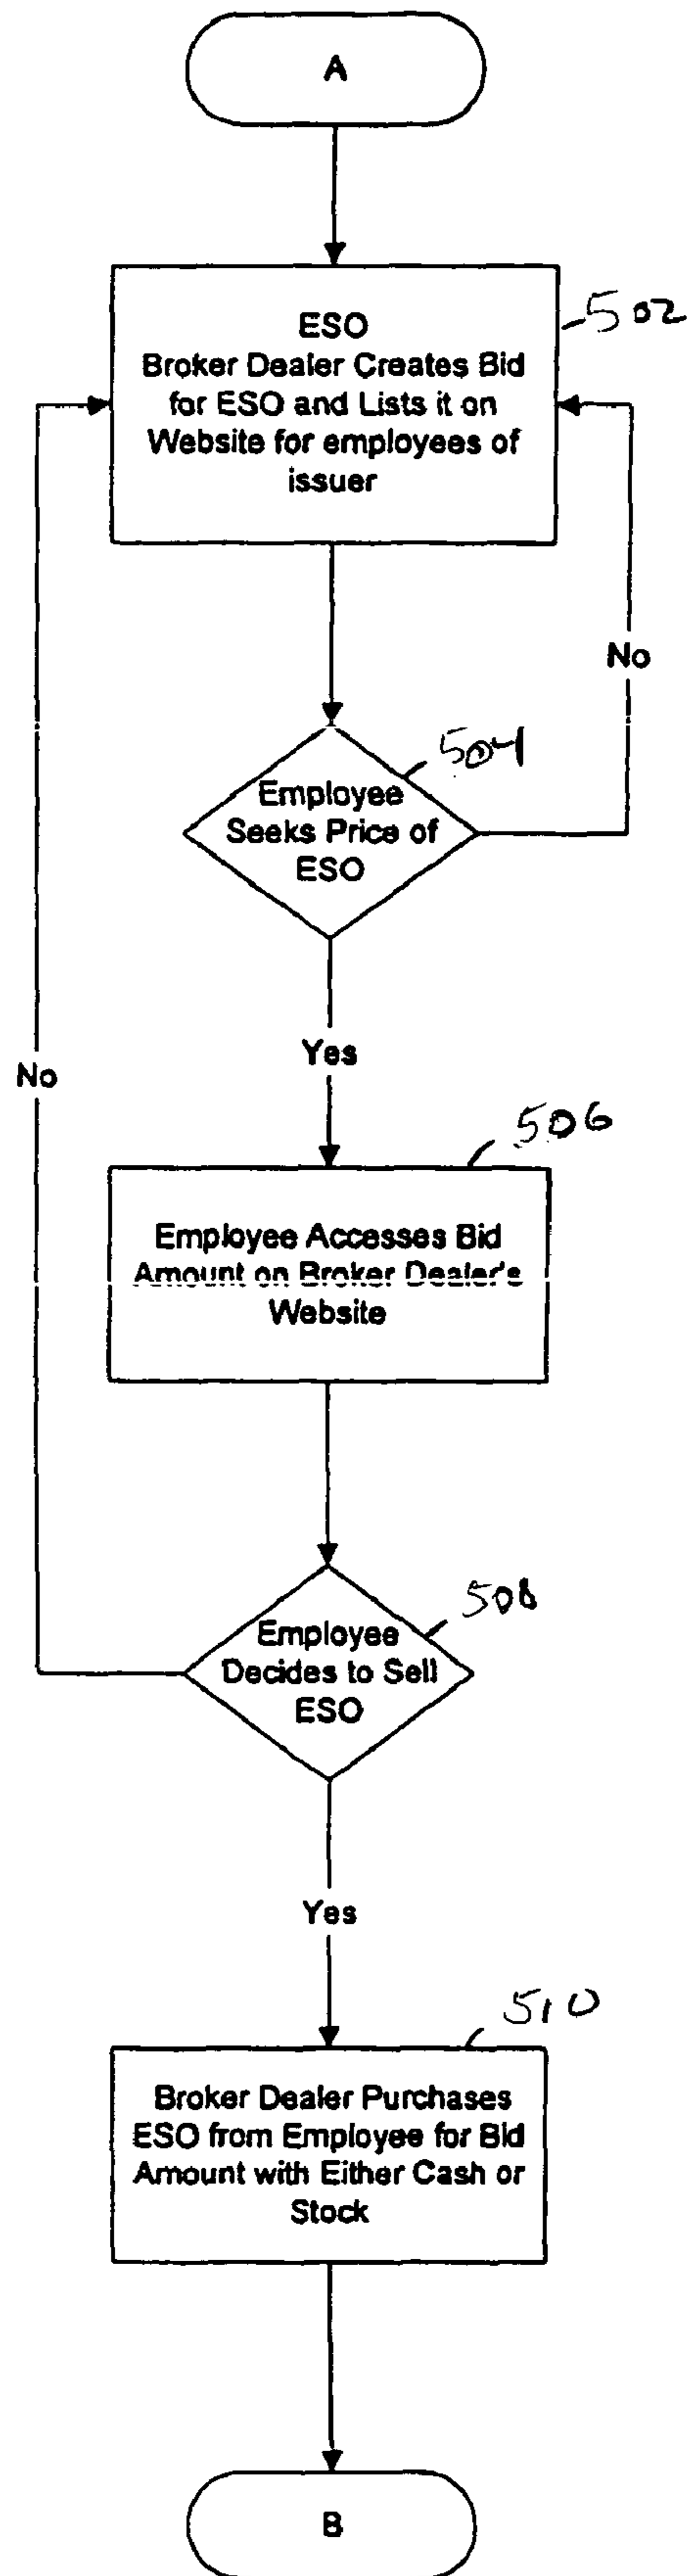 A
ESO
Broker Dealer Creates Bid
for ESO and Lists it on
Website for employees of
issuer
502
No
504
Employee
Seeks Price of
ESO
Yes
No
506
Employee Accesses Bid
Amount on Broker Dealer's
Website
508
Employee
Decides to Sell
ESO
Yes
510
Broker Dealer Purchases
ESO from Employee for Bid
Amount with Either Cash or
Stock
B